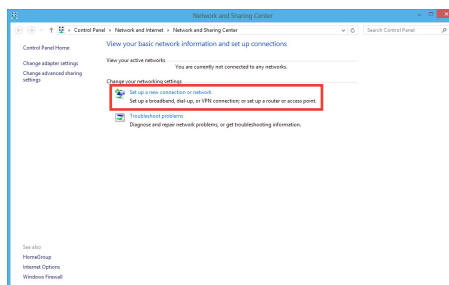 Network and Sharing Center
Control Panel › Network and Internet › Network and Sharing Center
Search Control Panel
Control Panel Home
Change adapter settings
Change advanced sharing
settings
View your basic network information and set up connections
View your active networks
You are currently not connected to any networks.
Change your networking settings
Set up a new connection or network
Set up a broadband, dial-up, or VPN connection; or set up a router or access point.
Troubleshoot problems
Diagnose and repair network problems, or get troubleshooting information.
See also
HomeGroup
Internet Options
Windows Firewall